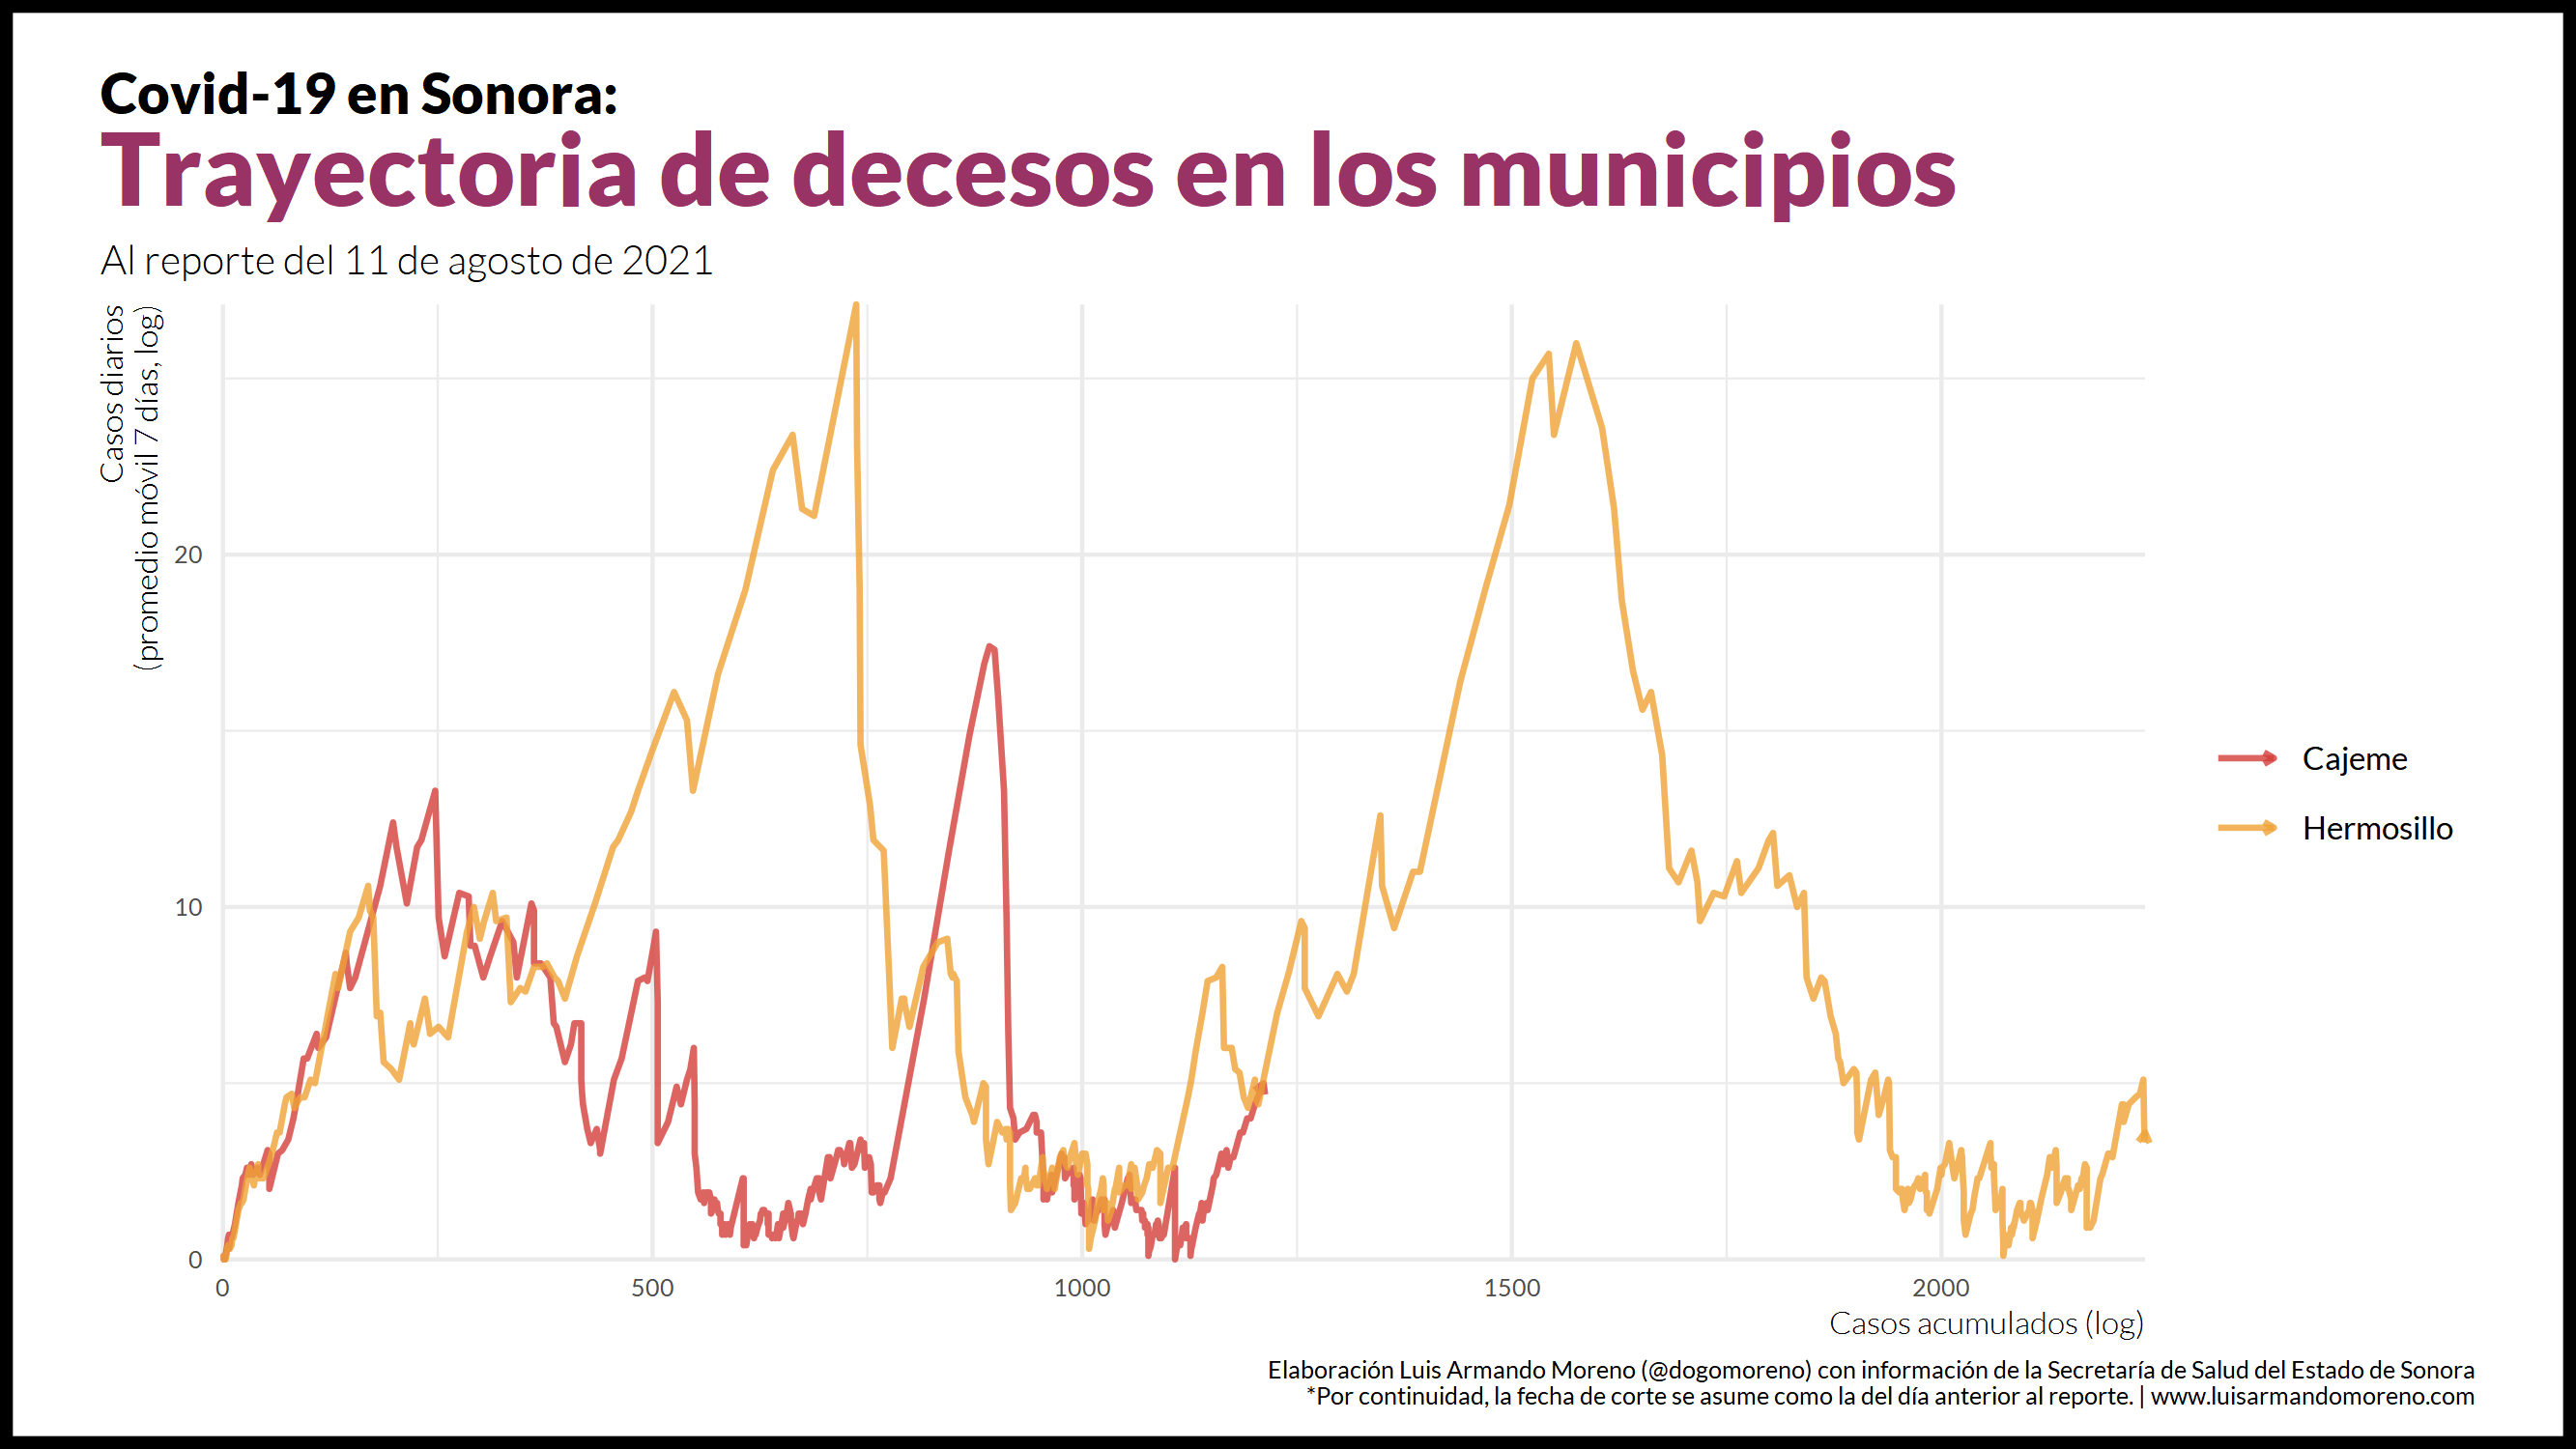 Covid-19 en Sonora:
Trayectoria de decesos en los municipios
Al reporte del 11 de agosto de 2021
Casos diarios
(promedio móvil 7 días, log)
20
10
0
0 500 1000 1500 2000
Casos acumulados (log)
Cajeme
Hermosillo
Elaboración Luis Armando Moreno (@dogomoreno) con información de la Secretaría de Salud del Estado de Sonora
*Por continuidad, la fecha de corte se asume como la del día anterior al reporte. | www.luisarmandomoreno.com